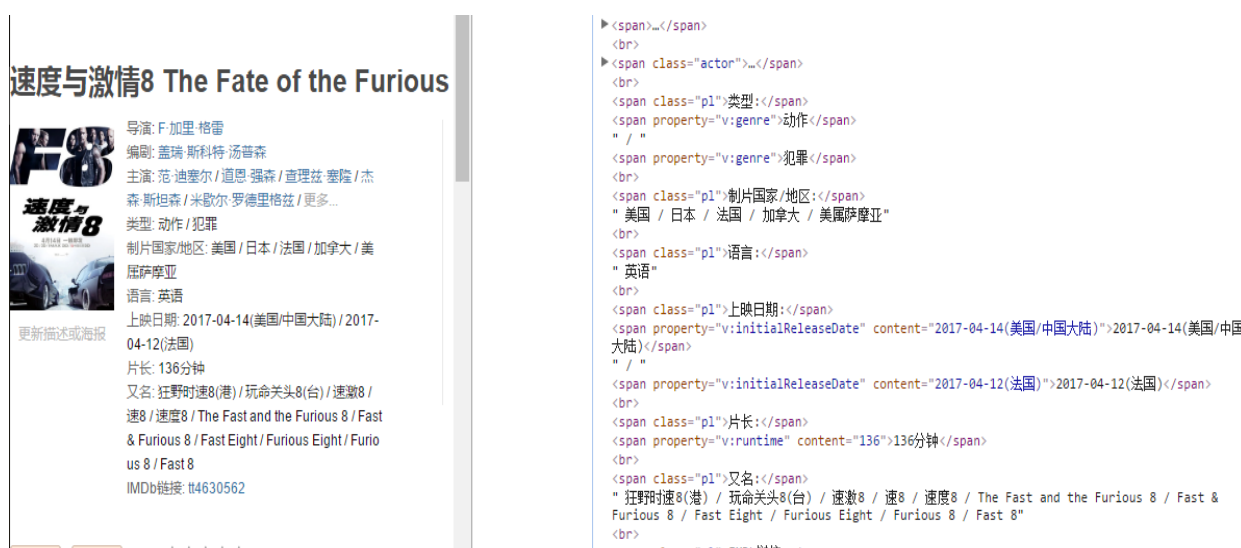 速度与激情8 The Fate of the Furious
F8
速度与
激情8
更新描述或海报
导演: F·加里·格雷
编剧: 盖瑞·斯科特·汤普森
主演: 范·迪塞尔 / 道恩·强森 / 查理兹·塞隆 / 杰
森·斯坦森 / 米歇尔·罗德里格兹 / 更多...
类型: 动作 / 犯罪
制片国家/地区: 美国 / 日本 / 法国 / 加拿大 / 美
属萨摩亚
语言: 英语
上映日期: 2017-04-14(美国/中国大陆) / 2017-
04-12(法国)
片长: 136分钟
又名: 狂野时速8(港) / 玩命关头8(台) / 速激8 /
速8 / 速度8 / The Fast and the Furious 8 / Fast
& Furious 8 / Fast Eight / Furious Eight / Furio
us 8 / Fast 8
IMDb链接: tt4630562
▶<span>…</span>
<br>
▶<span class="actor">…</span>
<br>
<span class="pl">类型:</span>
<span property="v:genre">动作</span>
" / "
<span property="v:genre">犯罪</span>
<br>
<span class="pl">制片国家/地区:</span>
" 美国 / 日本 / 法国 / 加拿大 / 美属萨摩亚"
<br>
<span class="pl">语言:</span>
" 英语"
<br>
<span class="pl">上映日期:</span>
<span property="v:initialReleaseDate" content="2017-04-14(美国/中国大陆)">2017-04-14(美国/中国
大陆)</span>
" / "
<span property="v:initialReleaseDate" content="2017-04-12(法国)">2017-04-12(法国)</span>
<br>
<span class="pl">片长:</span>
<span property="v:runtime" content="136">136分钟</span>
<br>
<span class="pl">又名:</span>
" 狂野时速8(港) / 玩命关头8(台) / 速激8 / 速8 / 速度8 / The Fast and the Furious 8 / Fast &
Furious 8 / Fast Eight / Furious Eight / Furious 8 / Fast 8"
<br>